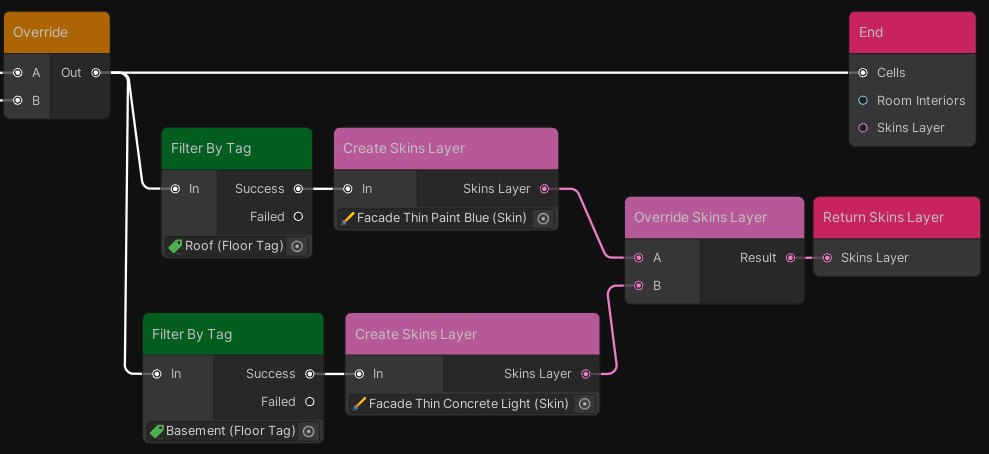 Override
A Out
B
End
Cells
Room Interiors
Skins Layer
Filter By Tag
In Success
Failed
Roof (Floor Tag)
Create Skins Layer
In Skins Layer
Facade Thin Paint Blue (Skin)
Override Skins Layer
A Result
B
Return Skins Layer
Skins Layer
Filter By Tag
In Success
Failed
Basement (Floor Tag)
Create Skins Layer
In Skins Layer
Facade Thin Concrete Light (Skin)